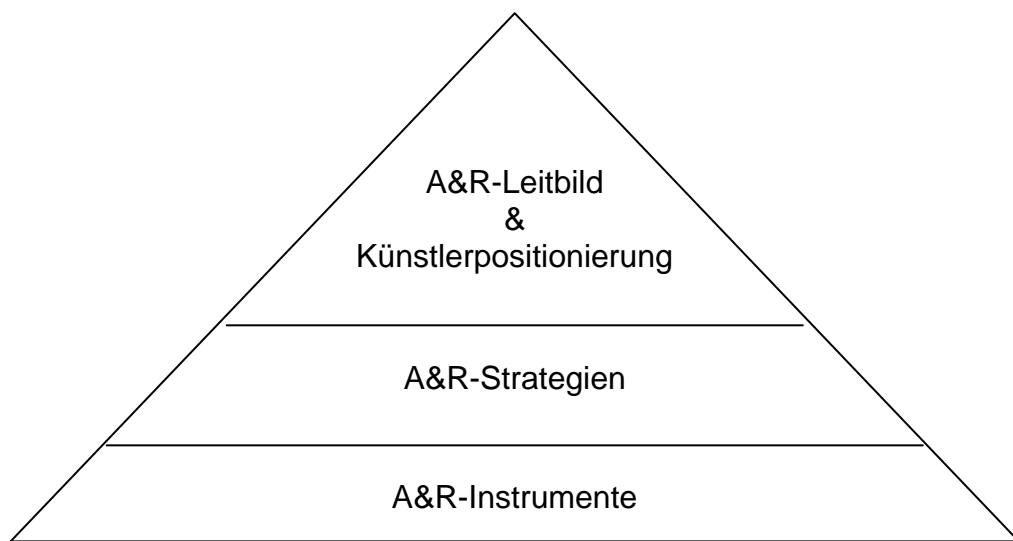 A&R-Leitbild
&
Künstlerpositionierung
A&R-Strategien
A&R-Instrumente